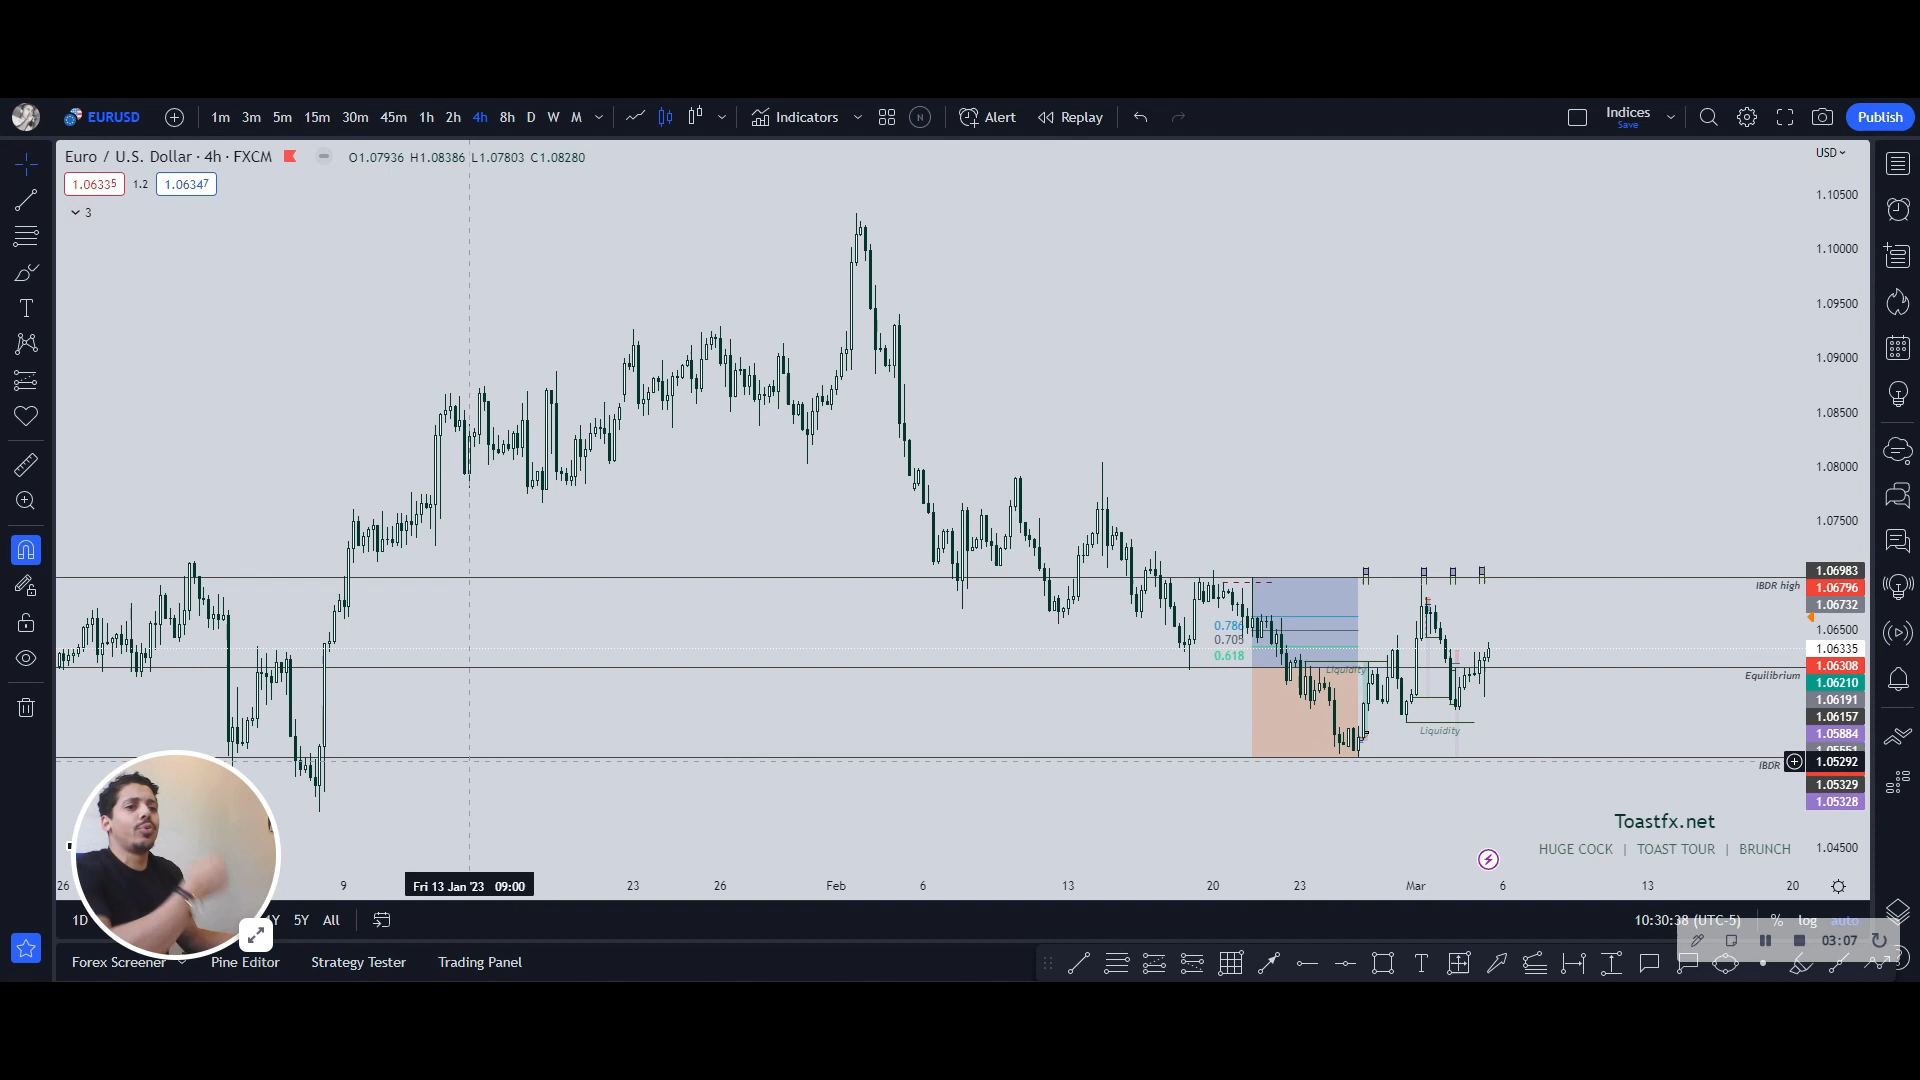 EURUSD 1m 3m 5m 15m 30m 45m 1h 2h 4h 8h D W M Indicators N Alert Replay Indices Save Publish
Euro / U.S. Dollar · 4h · FXCM O1.07936 H1.08386 L1.07803 C1.08280 USD
1.06335 1.2 1.06347
3
1.10500
1.10000
1.09500
1.09000
1.08500
1.08000
1.07500
1.06983
IBDR high 1.06796
1.06732
0.786 1.06500
0.705 1.06335
0.618 1.06308
Liquidity Equilibrium 1.06210
1.06191
1.06157
Liquidity 1.05884
1.05551
IBDR 1.05292
1.05329
1.05328
Toastfx.net
HUGE COCK | TOAST TOUR | BRUNCH 1.04500
26 9 Fri 13 Jan '23 09:00 23 26 Feb 6 13 20 23 Mar 6 13 20
1D 1Y 5Y All 10:30:38 (UTC-5) % log auto
03:07
Forex Screener Pine Editor Strategy Tester Trading Panel